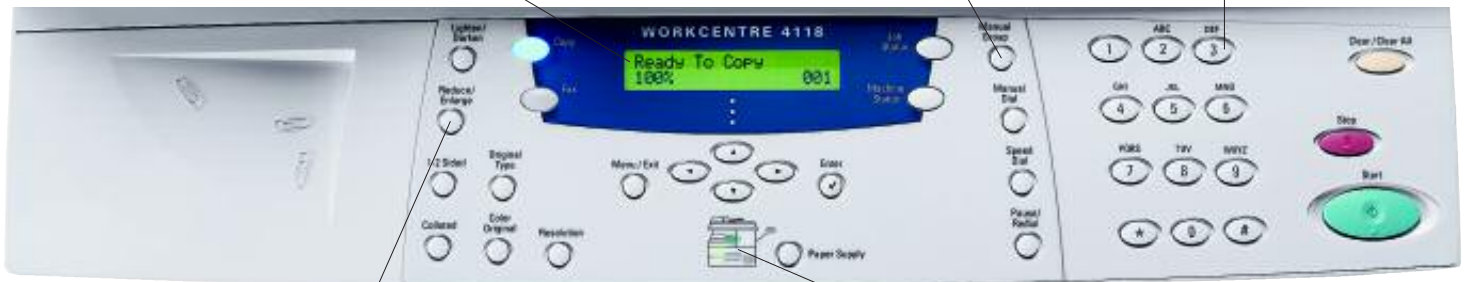 Lighten/
Darken
Reduce/
Enlarge
1-2 Sided
Original
Type
Collated
Color
Original
Resolution
Copy
Fax
WORKCENTRE 4118
Ready To Copy
100% 001
Job
Status
Machine
Status
Menu/Exit
Enter
Paper Supply
Manual
Group
Manual
Dial
Speed
Dial
Pause/
Redial
ABC DEF
1 2 3
GHI JKL MNO
4 5 6
PQRS TUV WXYZ
7 8 9
* 0 #
Clear/Clear All
Stop
Start